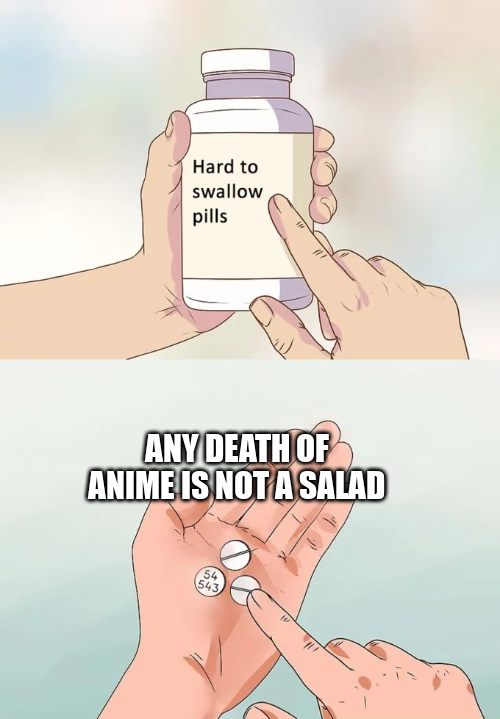 Hard to
swallow
pills
ANY DEATH OF
ANIME IS NOT A SALAD
54
543